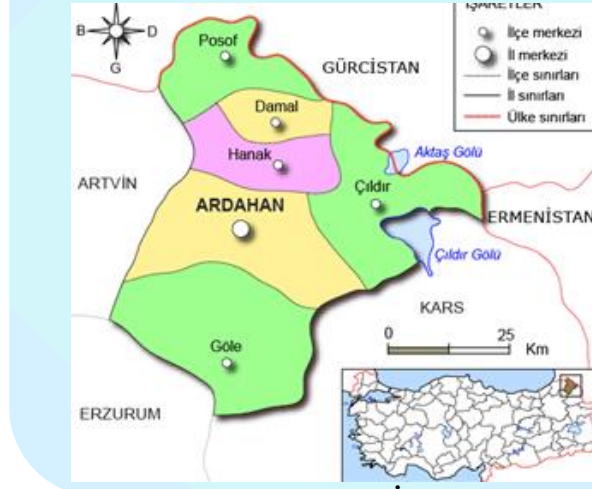 İŞARETLER
İlçe merkezi
İl merkezi
İlçe sınırları
İl sınırları
Ülke sınırları
B
D
G
Posof
GÜRCİSTAN
Damal
Hanak
Aktaş Gölü
ARTVİN
Çıldır
ARDAHAN
ERMENİSTAN
Çıldır Gölü
KARS
0 25
Km
Göle
ERZURUM